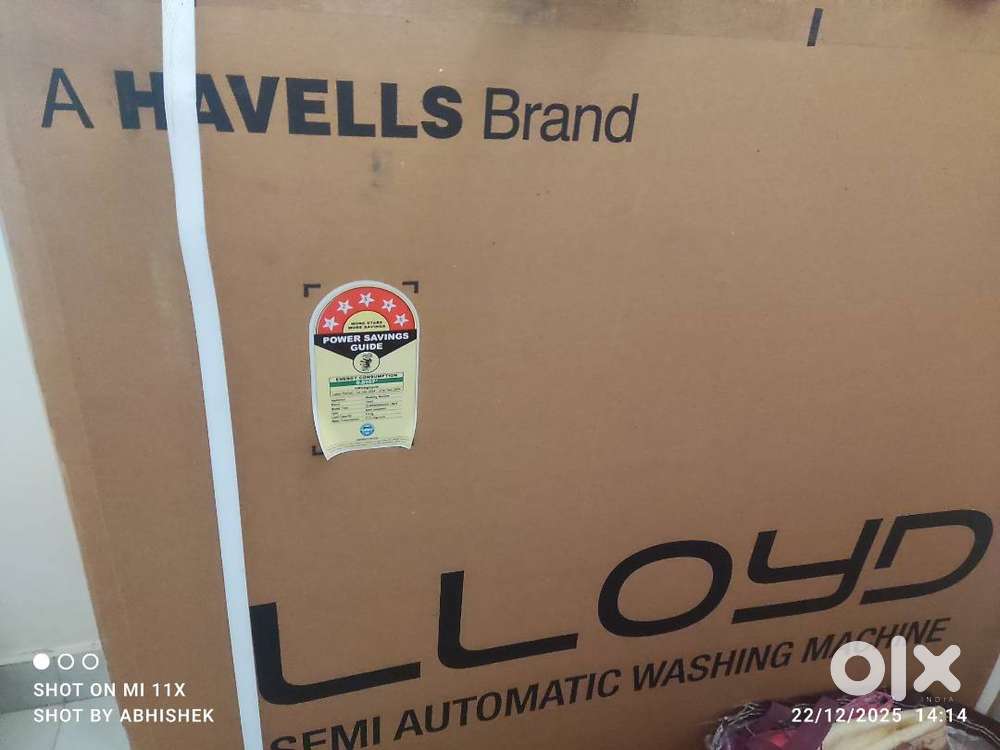 A HAVELLS Brand
MORE STARS
MORE SAVINGS
POWER SAVINGS
GUIDE
ENERGY CONSUMPTION
LLOYD
SEMI AUTOMATIC WASHING MACHINE
olx
INDIA
SHOT ON MI 11X
SHOT BY ABHISHEK
22/12/2025 14:14